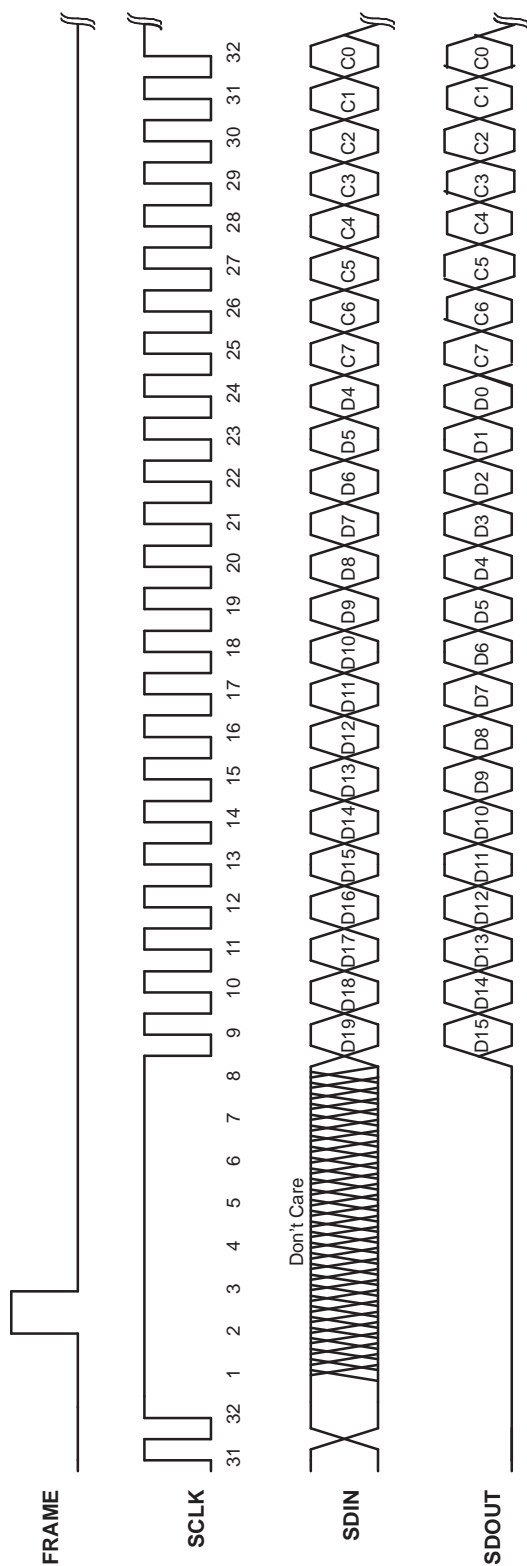 FRAME
SCLK
31 32 1 2 3 4 5 6 7 8 9 10 11 12 13 14 15 16 17 18 19 20 21 22 23 24 25 26 27 28 29 30 31 32
Don't Care
SDIN
D19 D18 D17 D16 D15 D14 D13 D12 D11 D10 D9 D8 D7 D6 D5 D4 C7 C6 C5 C4 C3 C2 C1 C0
SDOUT
D15 D14 D13 D12 D11 D10 D9 D8 D7 D6 D5 D4 D3 D2 D1 D0 C7 C6 C5 C4 C3 C2 C1 C0